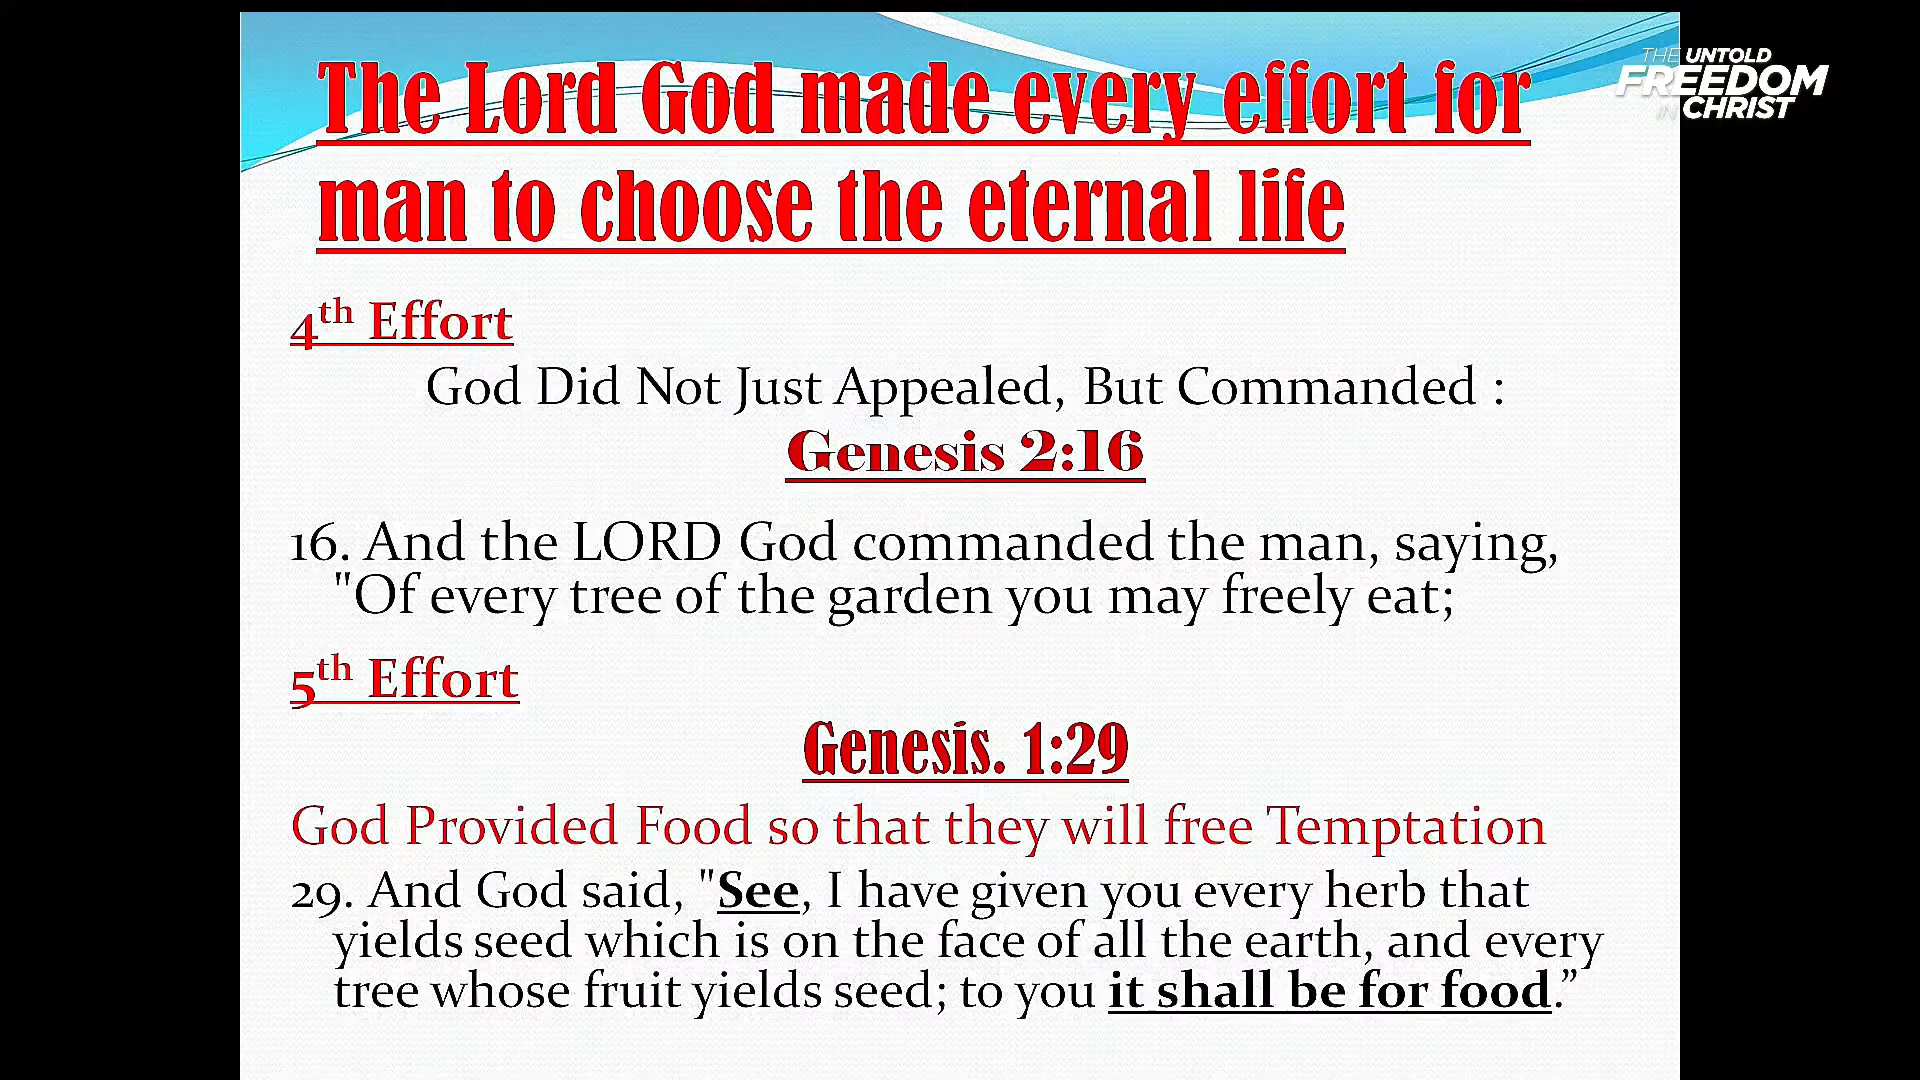 The Lord God made every effort for
man to choose the eternal life
THE UNTOLD
FREEDOM
IN CHRIST
4th Effort
God Did Not Just Appealed, But Commanded :
Genesis 2:16
16. And the LORD God commanded the man, saying,
"Of every tree of the garden you may freely eat;
5th Effort
Genesis. 1:29
God Provided Food so that they will free Temptation
29. And God said, "See, I have given you every herb that
yields seed which is on the face of all the earth, and every
tree whose fruit yields seed; to you it shall be for food.”